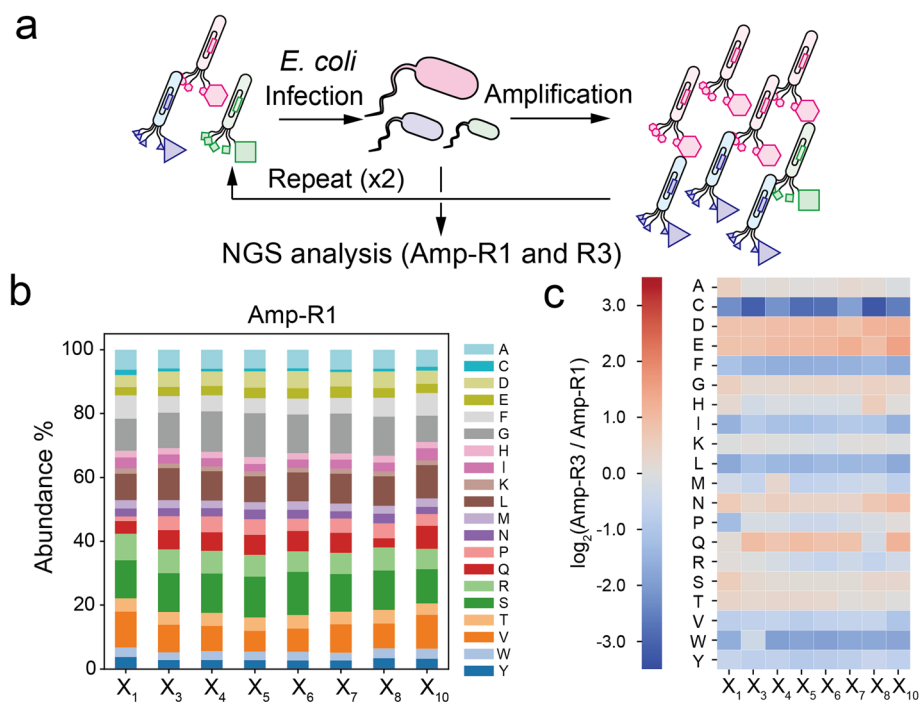 a
E. coli
Infection
Amplification
Repeat (x2)
NGS analysis (Amp-R1 and R3)
b
Amp-R1
Abundance %
100
80
60
40
20
0
X1
X3
X4
X5
X6
X7
X8
X10
A
C
D
E
F
G
H
I
K
L
M
N
P
Q
R
S
T
V
W
Y
c
3.0
2.0
1.0
0.0
-1.0
-2.0
-3.0
log2(Amp-R3 / Amp-R1)
A
C
D
E
F
G
H
I
K
L
M
N
P
Q
R
S
T
V
W
Y
X1
X3
X4
X5
X6
X7
X8
X10